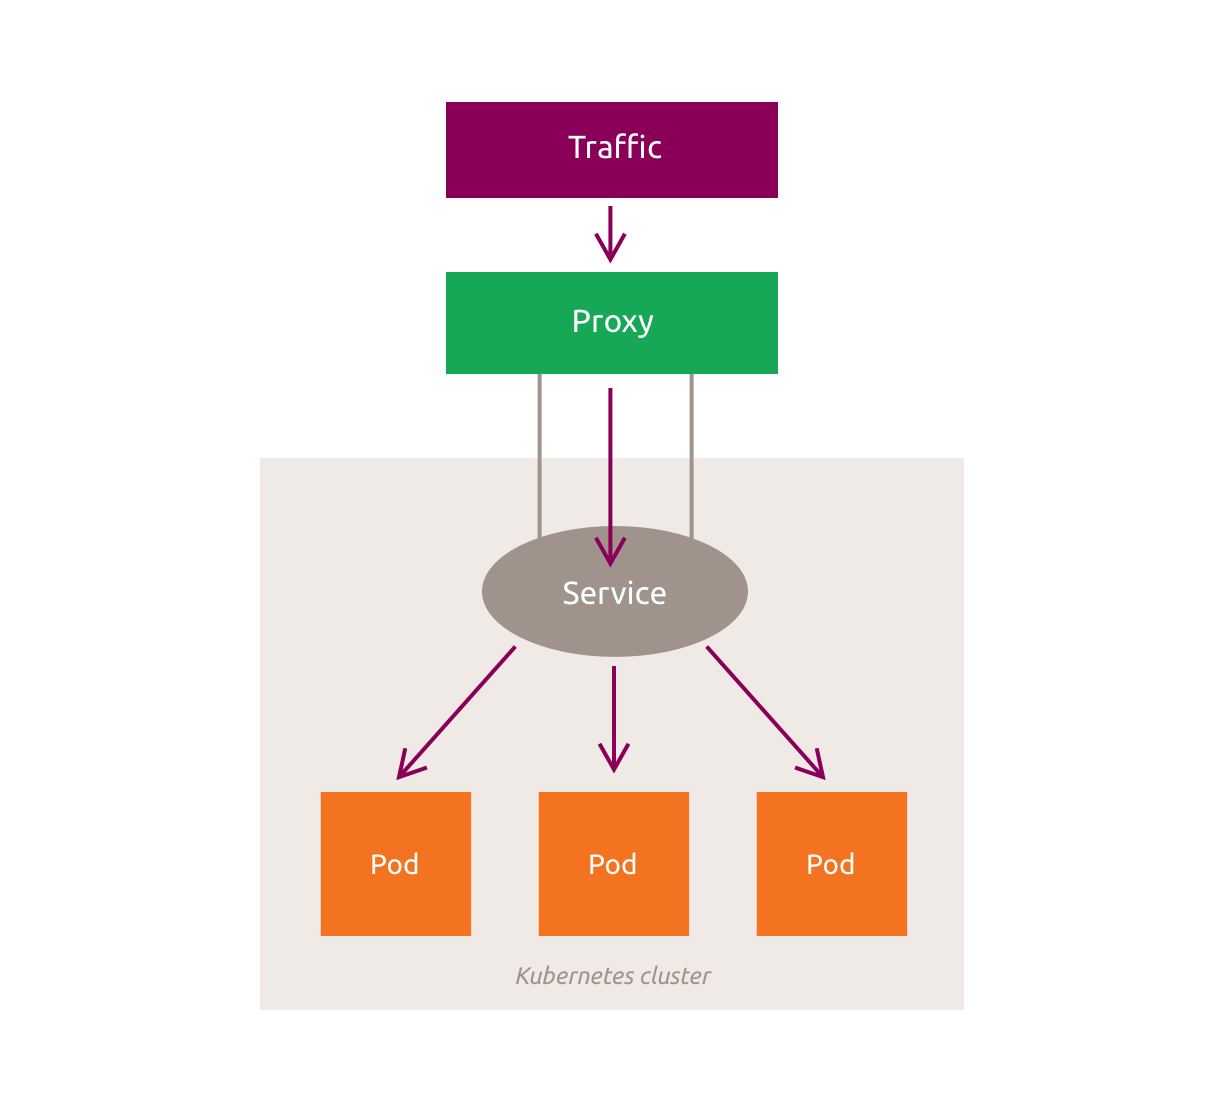 Traffic
Proxy
Service
Pod
Pod
Pod
Kubernetes cluster